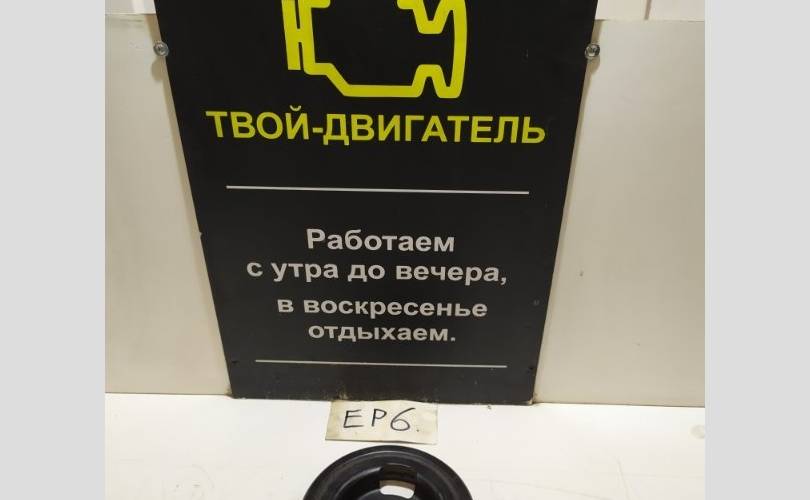 ТВОЙ-ДВИГАТЕЛЬ
Работаем
с утра до вечера,
в воскресенье
отдыхаем.
EP6.